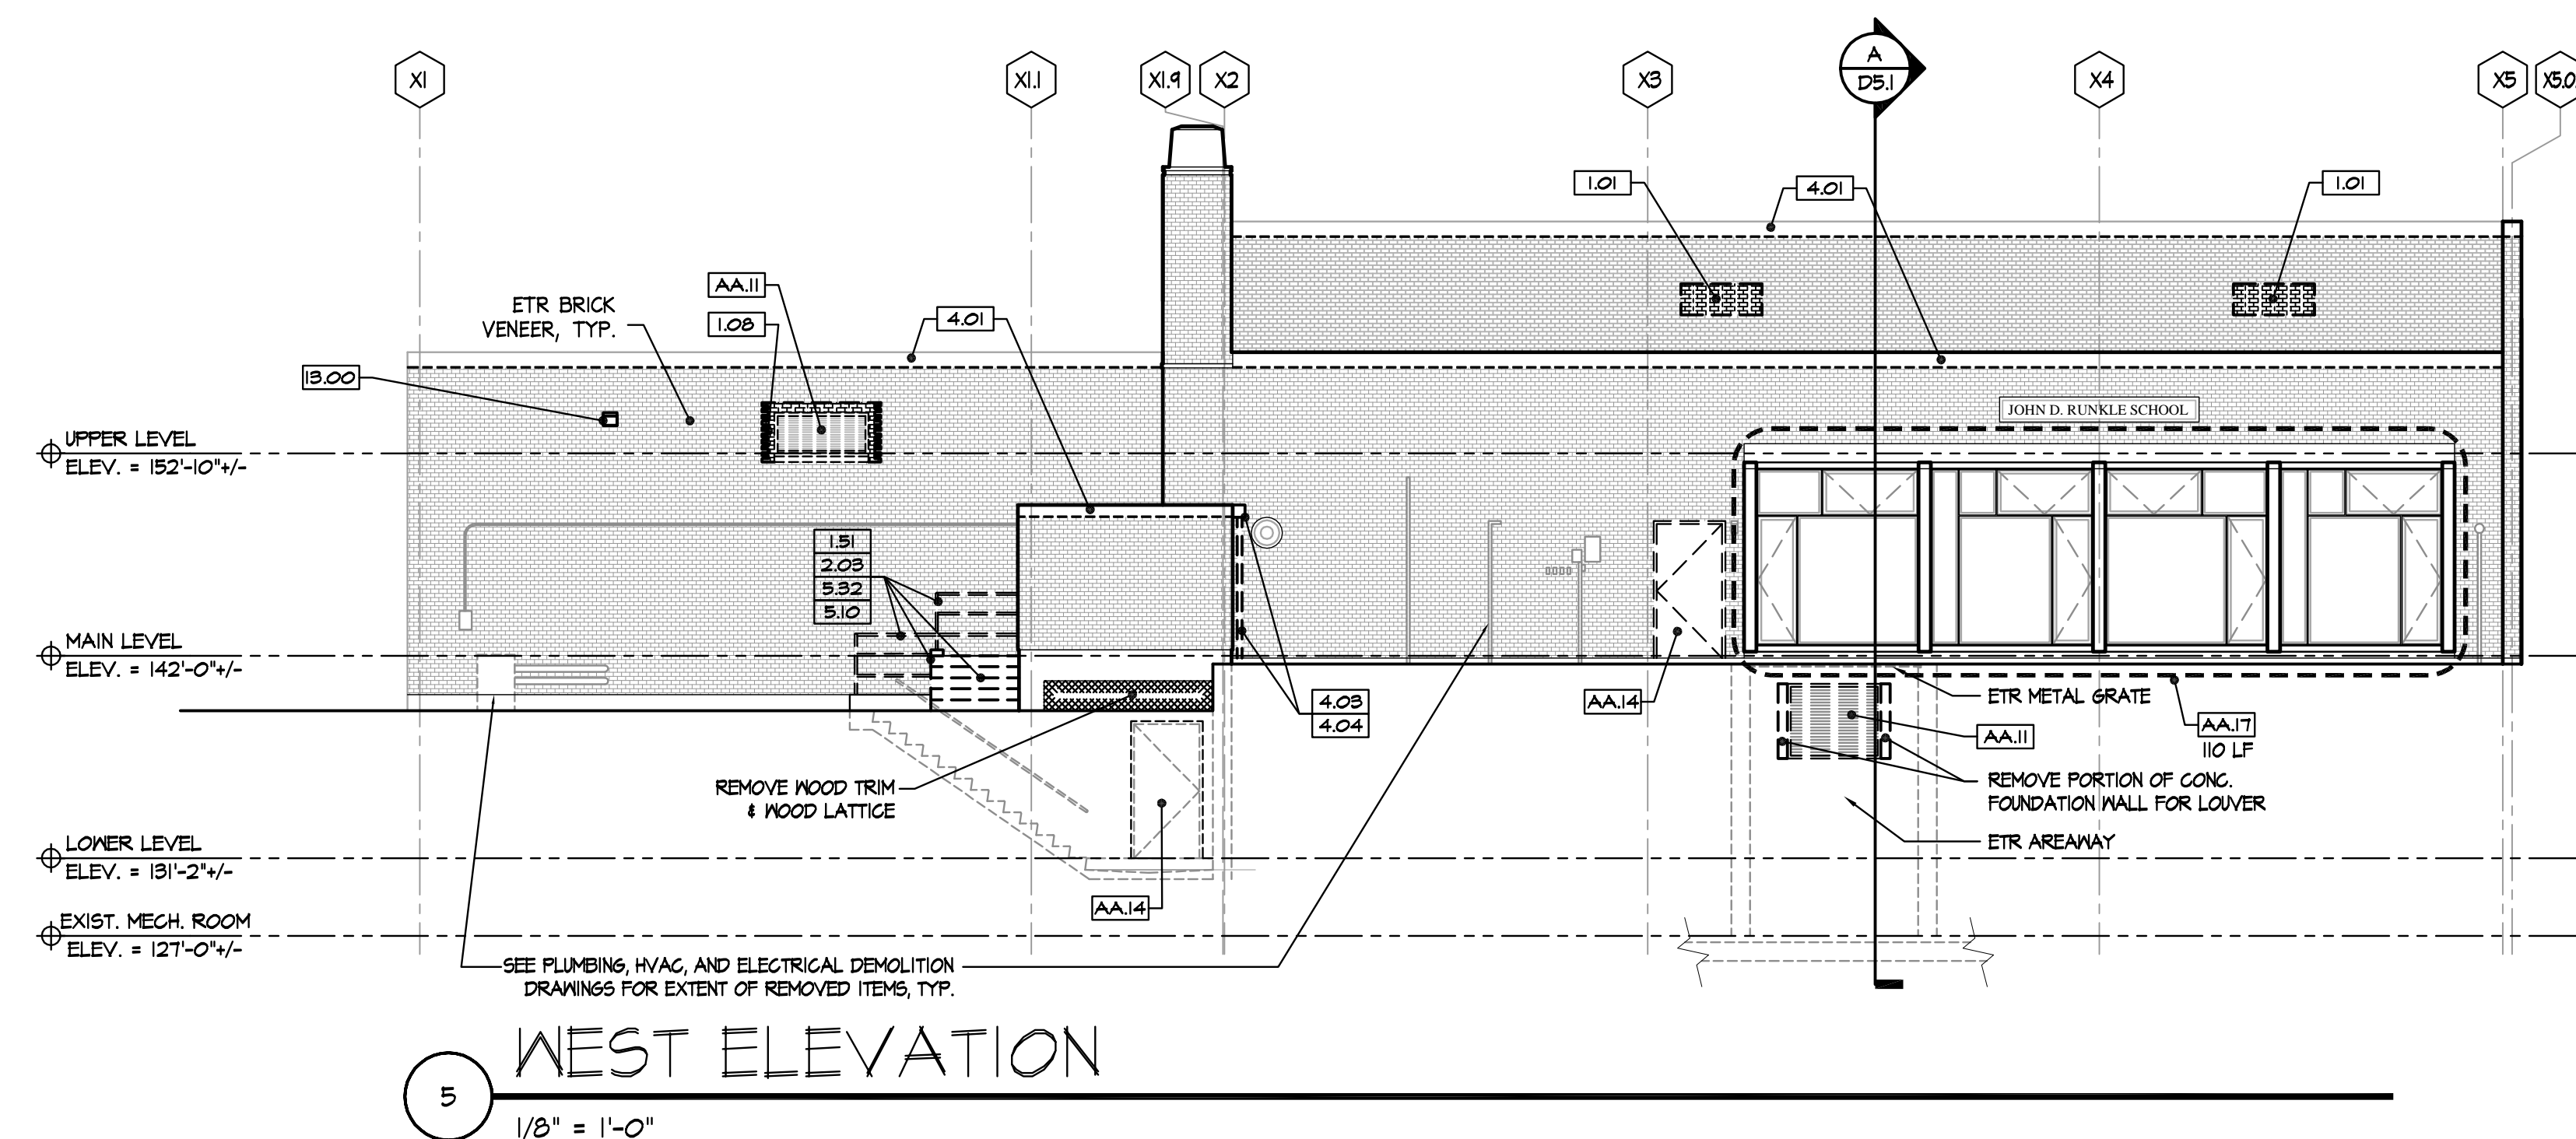 X1
X1.1
X1.9
X2
X3
A
D5.1
X4
X5
1.01
4.01
1.01
AA.11
1.08
4.01
ETR BRICK
VENEER, TYP.
13.00
JOHN D. RUNKLE SCHOOL
UPPER LEVEL
ELEV. = 152'-10"+/-
1.51
2.03
5.32
5.10
MAIN LEVEL
ELEV. = 142'-0"+/-
4.03
4.04
AA.14
ETR METAL GRATE
AA.17
110 LF
AA.11
REMOVE PORTION OF CONC.
FOUNDATION WALL FOR LOUVER
REMOVE WOOD TRIM
& WOOD LATTICE
ETR AREAWAY
LOWER LEVEL
ELEV. = 131'-2"+/-
AA.14
EXIST. MECH. ROOM
ELEV. = 127'-0"+/-
SEE PLUMBING, HVAC, AND ELECTRICAL DEMOLITION
DRAWINGS FOR EXTENT OF REMOVED ITEMS, TYP.
WEST ELEVATION
5
1/8" = 1'-0"